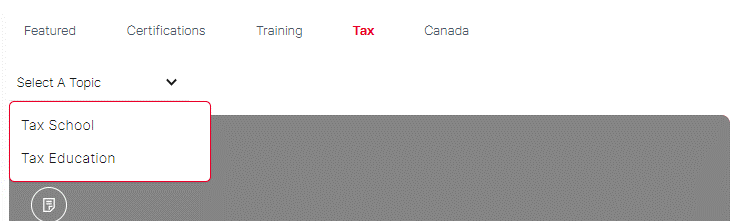 Featured Certifications Training Tax Canada
Select A Topic
Tax School
Tax Education